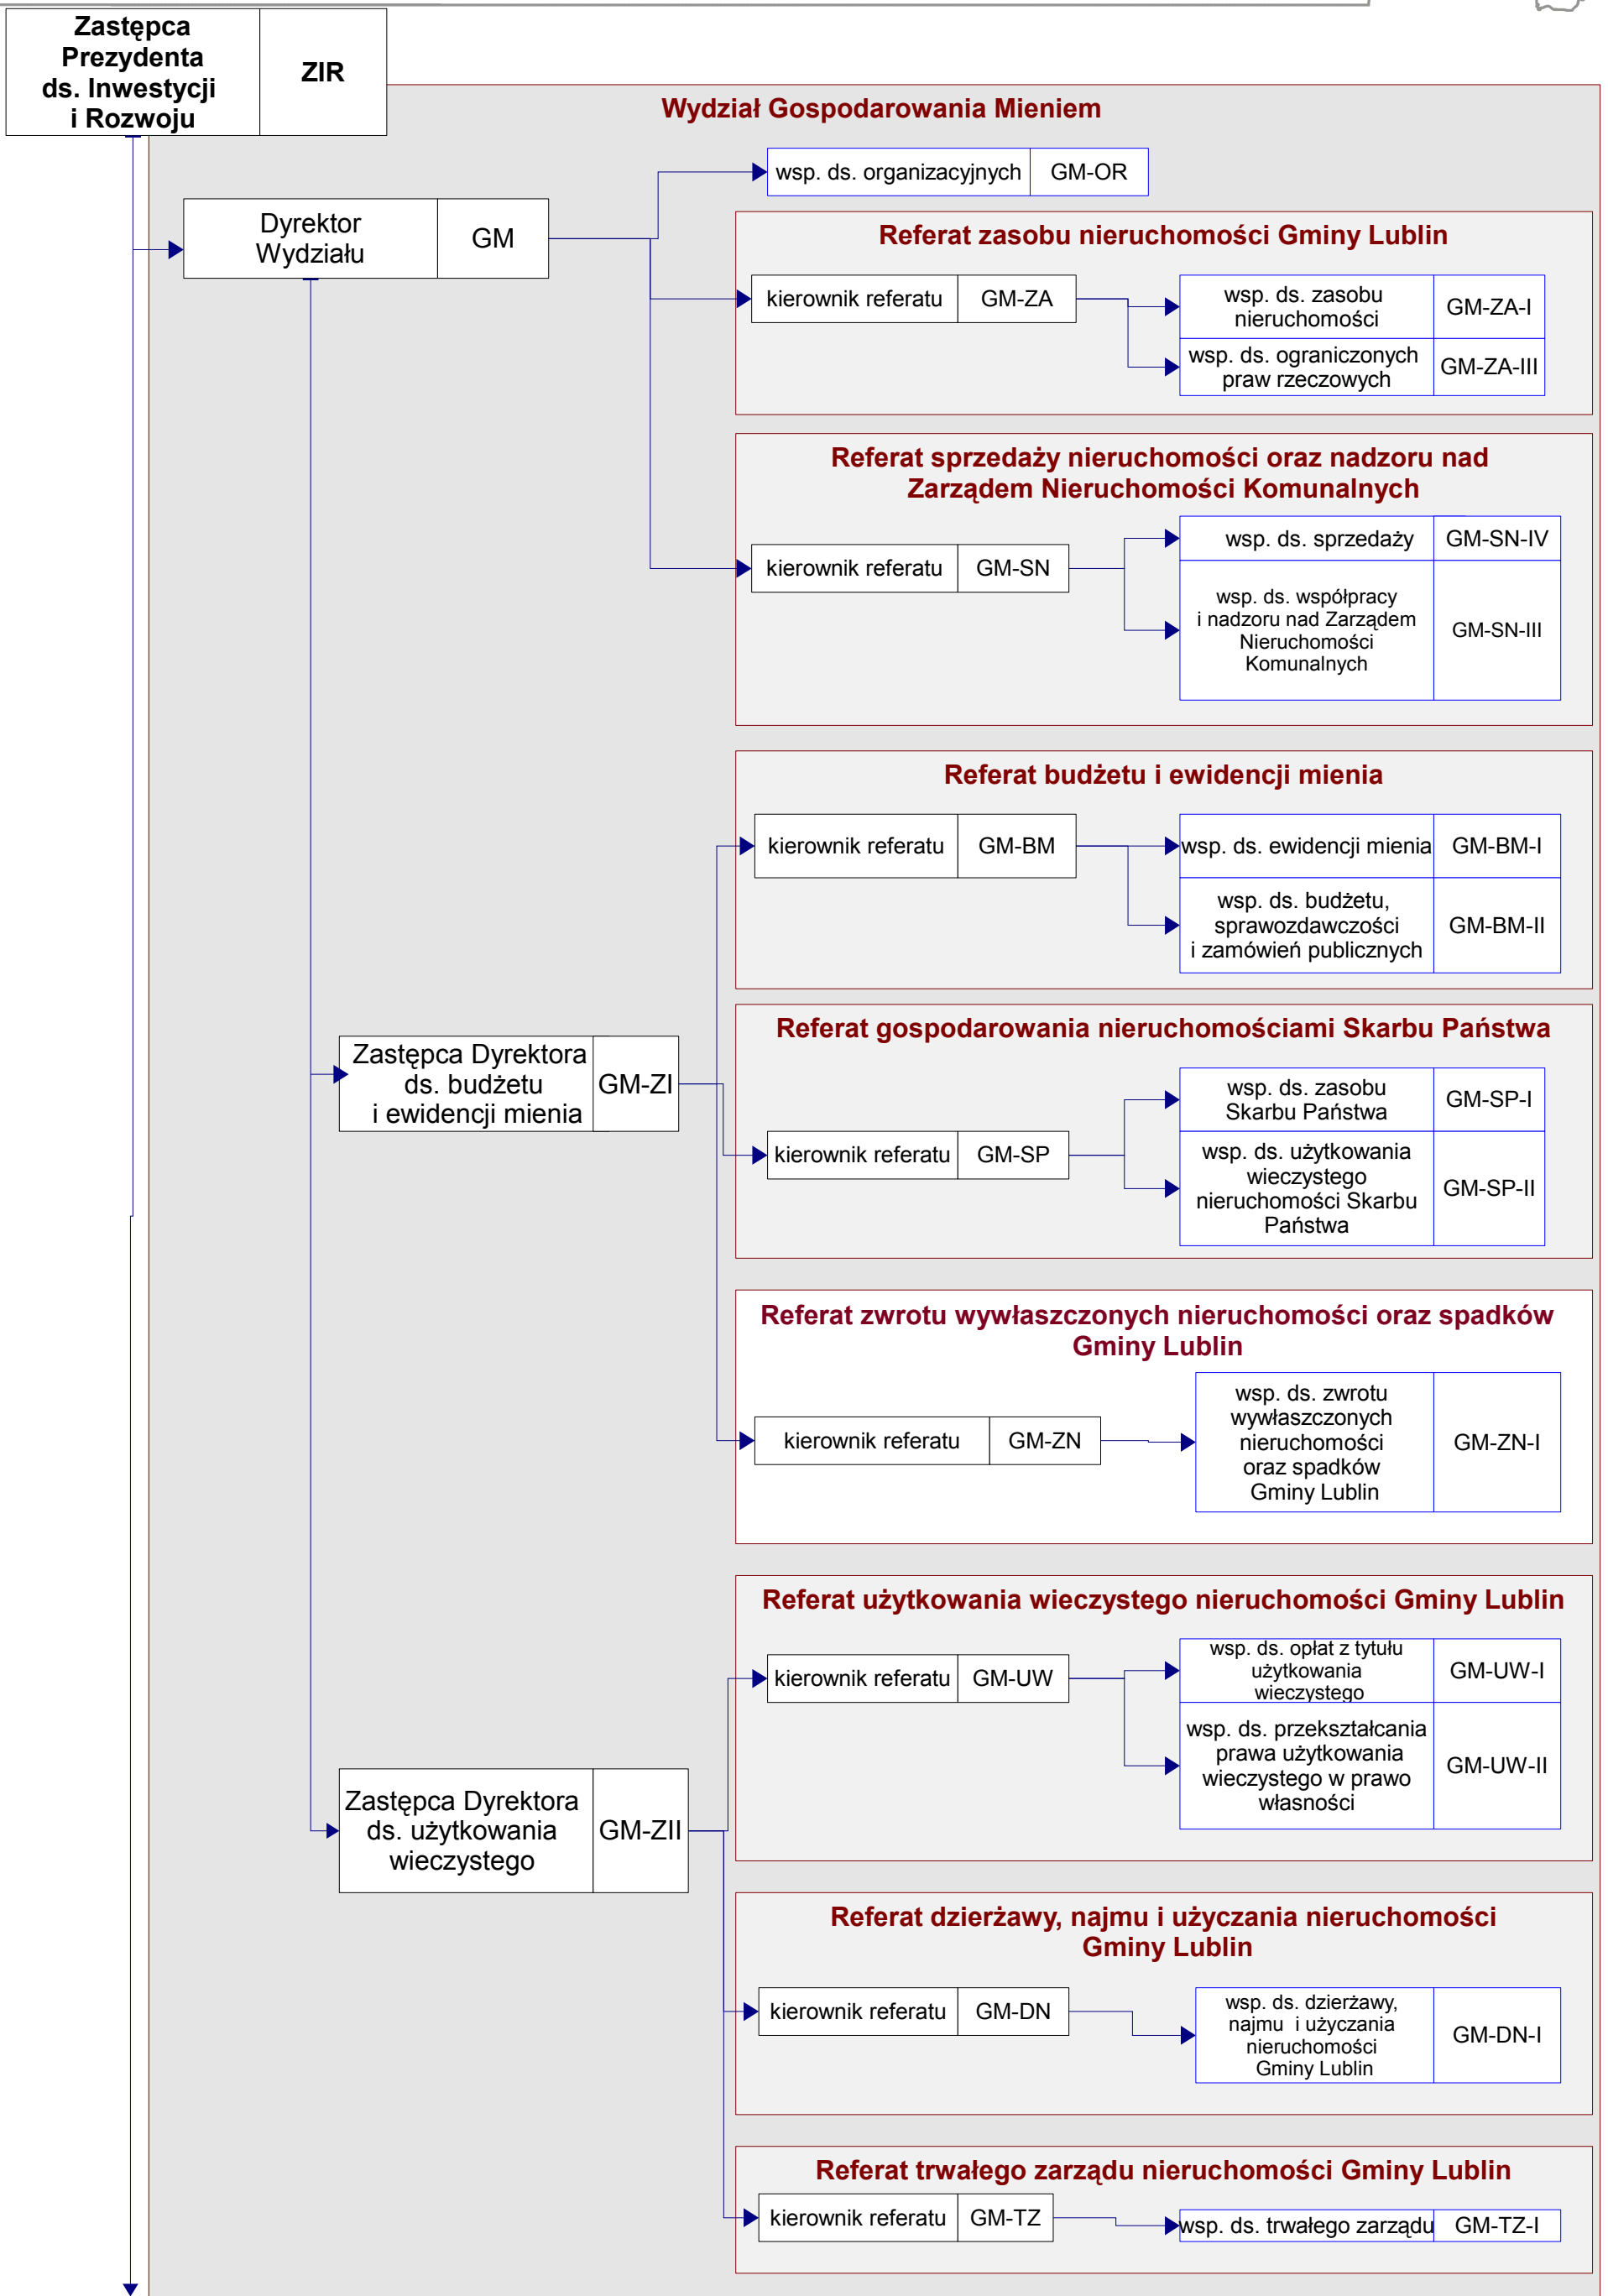 Zastępca
Prezydenta
ds. Inwestycji
i Rozwoju
ZIR
Wydział Gospodarowania Mieniem
wsp. ds. organizacyjnych
GM-OR
Dyrektor
Wydziału
GM
Referat zasobu nieruchomości Gminy Lublin
kierownik referatu
GM-ZA
wsp. ds. zasobu
nieruchomości
GM-ZA-I
wsp. ds. ograniczonych
praw rzeczowych
GM-ZA-III
Referat sprzedaży nieruchomości oraz nadzoru nad
Zarządem Nieruchomości Komunalnych
kierownik referatu
GM-SN
wsp. ds. sprzedaży
GM-SN-IV
wsp. ds. współpracy
i nadzoru nad Zarządem
Nieruchomości
Komunalnych
GM-SN-III
Referat budżetu i ewidencji mienia
kierownik referatu
GM-BM
wsp. ds. ewidencji mienia
GM-BM-I
wsp. ds. budżetu,
sprawozdawczości
i zamówień publicznych
GM-BM-II
Zastępca Dyrektora
ds. budżetu
i ewidencji mienia
GM-ZI
Referat gospodarowania nieruchomościami Skarbu Państwa
kierownik referatu
GM-SP
wsp. ds. zasobu
Skarbu Państwa
GM-SP-I
wsp. ds. użytkowania
wieczystego
nieruchomości Skarbu
Państwa
GM-SP-II
Referat zwrotu wywłaszczonych nieruchomości oraz spadków
Gminy Lublin
kierownik referatu
GM-ZN
wsp. ds. zwrotu
wywłaszczonych
nieruchomości
oraz spadków
Gminy Lublin
GM-ZN-I
Referat użytkowania wieczystego nieruchomości Gminy Lublin
kierownik referatu
GM-UW
wsp. ds. opłat z tytułu
użytkowania
wieczystego
GM-UW-I
wsp. ds. przekształcania
prawa użytkowania
wieczystego w prawo
własności
GM-UW-II
Zastępca Dyrektora
ds. użytkowania
wieczystego
GM-ZII
Referat dzierżawy, najmu i użyczania nieruchomości
Gminy Lublin
kierownik referatu
GM-DN
wsp. ds. dzierżawy,
najmu i użyczania
nieruchomości
Gminy Lublin
GM-DN-I
Referat trwałego zarządu nieruchomości Gminy Lublin
kierownik referatu
GM-TZ
wsp. ds. trwałego zarządu
GM-TZ-I